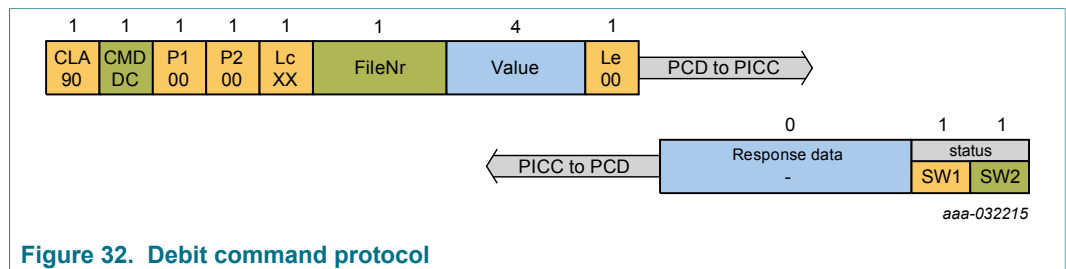 1 1 1 1 1 1 4 1
CLA CMD P1 P2 Lc FileNr Value Le PCD to PICC
90 DC 00 00 XX 00
0 1 1
PICC to PCD Response data status
- SW1 SW2
aaa-032215
Figure 32. Debit command protocol